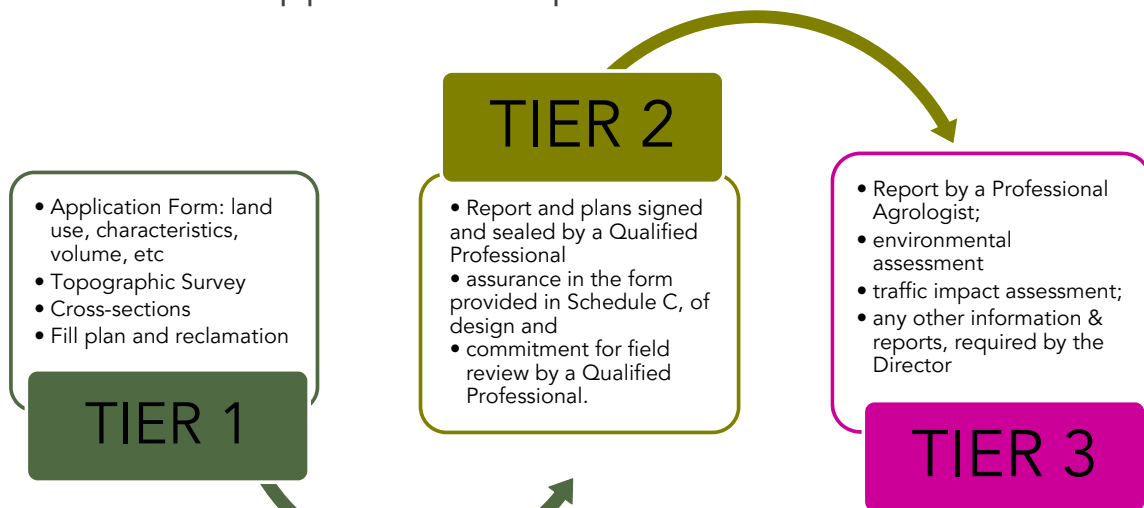 TIER 1
• Application Form: land
use, characteristics,
volume, etc
• Topographic Survey
• Cross-sections
• Fill plan and reclamation
TIER 2
• Report and plans signed
and sealed by a Qualified
Professional
• assurance in the form
provided in Schedule C, of
design and
• commitment for field
review by a Qualified
Professional.
TIER 3
• Report by a Professional
Agrologist;
• environmental
assessment
• traffic impact assessment;
• any other information &
reports, required by the
Director